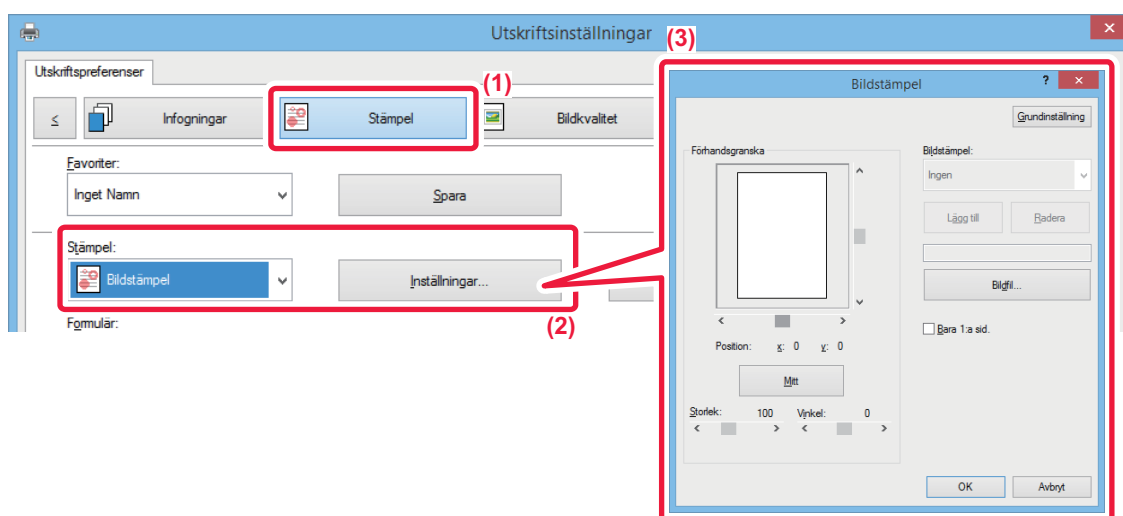 Utskriftsinställningar
(3)
Utskriftspreferenser
(1)
≤ Infogningar Stämpel Bildkvalitet
Favoriter:
Inget Namn Spara
Stämpel:
Bildstämpel Inställningar...
(2)
Formulär:
Bildstämpel ?
Grundinställning
Förhandsgranska
Bildstämpel:
Ingen
Lägg till Radera
Bildfil...
Bara 1:a sid.
Position: x: 0 y: 0
Mitt
Storlek: 100 Vinkel: 0
OK Avbryt